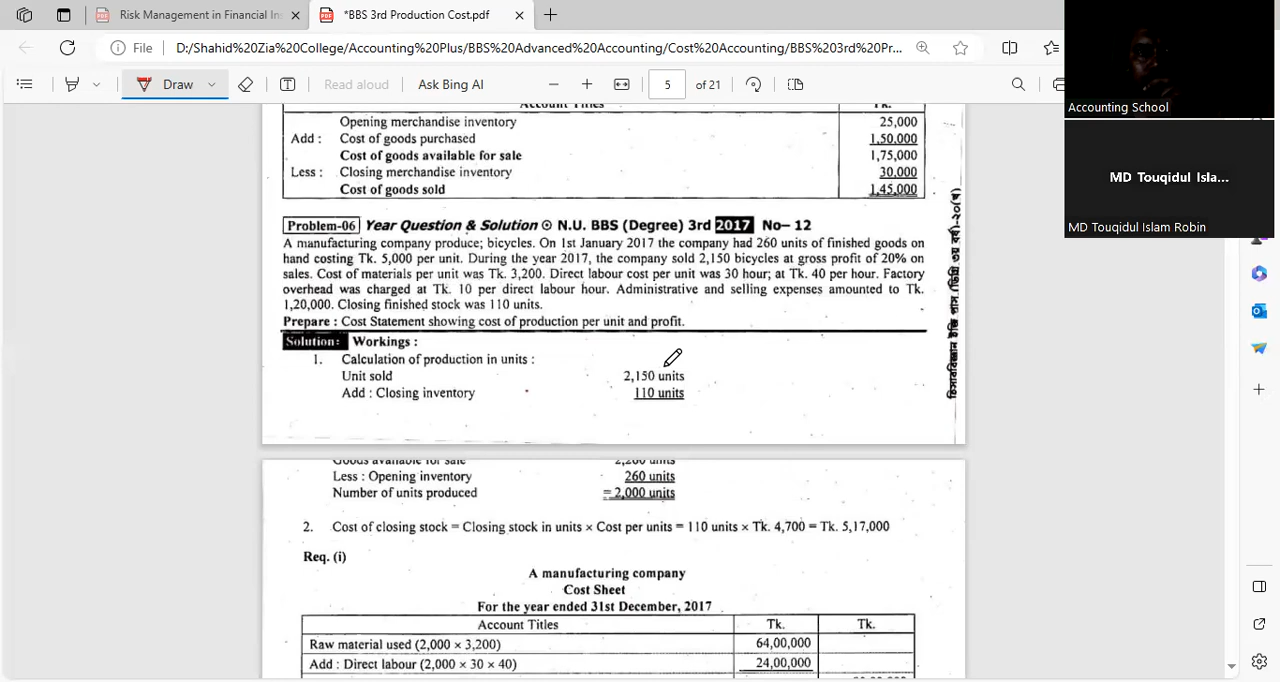 Risk Management in Financial Ins
*BBS 3rd Production Cost.pdf
File
D:/Shahid%20Zia%20College/Accounting%20Plus/BBS%20Advanced%20Accounting/Cost%20Accounting/BBS%203rd%20Pr...
Draw
Read aloud
Ask Bing AI
5
of 21
Accounting School
MD Touqidul Isla...
MD Touqidul Islam Robin
Account Titles Tk.
Opening merchandise inventory 25,000
Add : Cost of goods purchased 1,50,000
Cost of goods available for sale 1,75,000
Less : Closing merchandise inventory 30,000
Cost of goods sold 1,45,000
Problem-06 Year Question & Solution ⊙ N.U. BBS (Degree) 3rd 2017 No– 12
A manufacturing company produce; bicycles. On 1st January 2017 the company had 260 units of finished goods on
hand costing Tk. 5,000 per unit. During the year 2017, the company sold 2,150 bicycles at gross profit of 20% on
sales. Cost of materials per unit was Tk. 3,200. Direct labour cost per unit was 30 hour; at Tk. 40 per hour. Factory
overhead was charged at Tk. 10 per direct labour hour. Administrative and selling expenses amounted to Tk.
1,20,000. Closing finished stock was 110 units.
Prepare : Cost Statement showing cost of production per unit and profit.
Solution: Workings :
1. Calculation of production in units :
Unit sold 2,150 units
Add : Closing inventory 110 units
Goods available for sale 2,260 units
Less : Opening inventory 260 units
Number of units produced = 2,000 units
2. Cost of closing stock = Closing stock in units × Cost per units = 110 units × Tk. 4,700 = Tk. 5,17,000
Req. (i)
A manufacturing company
Cost Sheet
For the year ended 31st December, 2017
Account Titles Tk. Tk.
Raw material used (2,000 × 3,200) 64,00,000
Add : Direct labour (2,000 × 30 × 40) 24,00,000